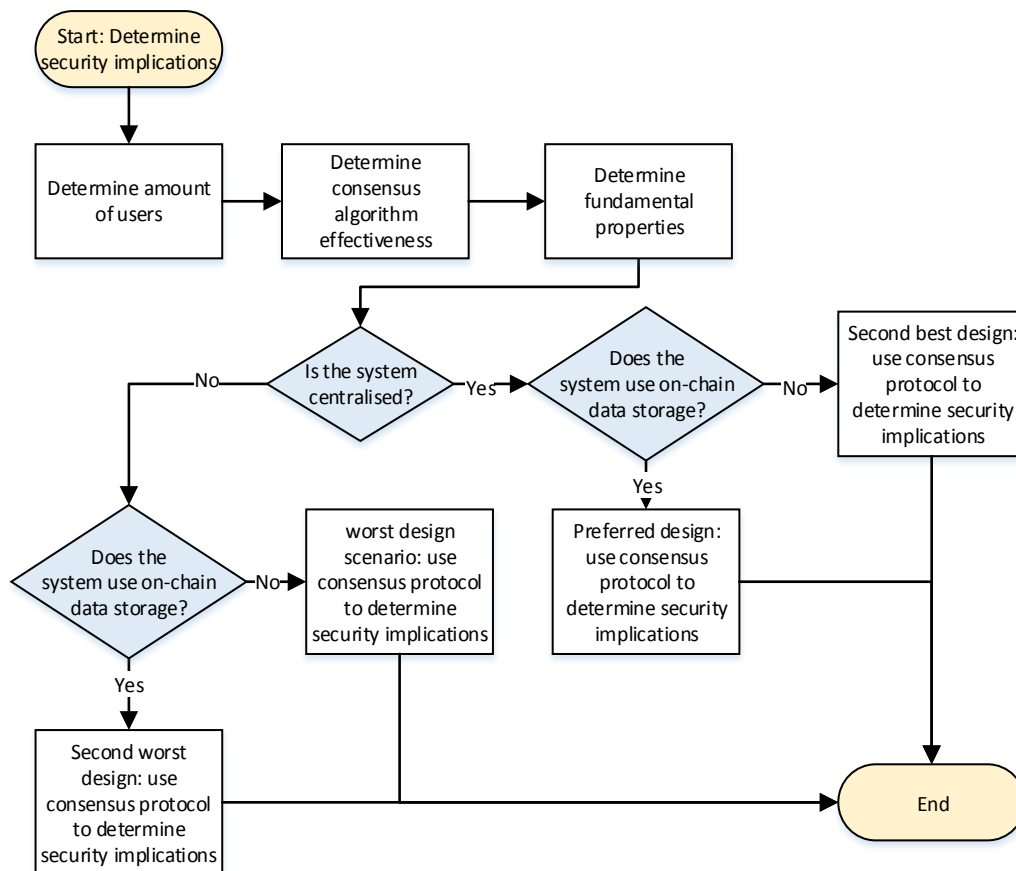 Start: Determine
security implications
Determine amount
of users
Determine
consensus
algorithm
effectiveness
Determine
fundamental
properties
Is the system
centralised?
No
Yes
Does the
system use on-chain
data storage?
No
Yes
Second best design:
use consensus
protocol to
determine security
implications
Preferred design:
use consensus
protocol to
determine security
implications
Does the
system use on-chain
data storage?
No
Yes
worst design
scenario: use
consensus protocol
to determine
security implications
Second worst
design: use
consensus protocol
to determine
security implications
End